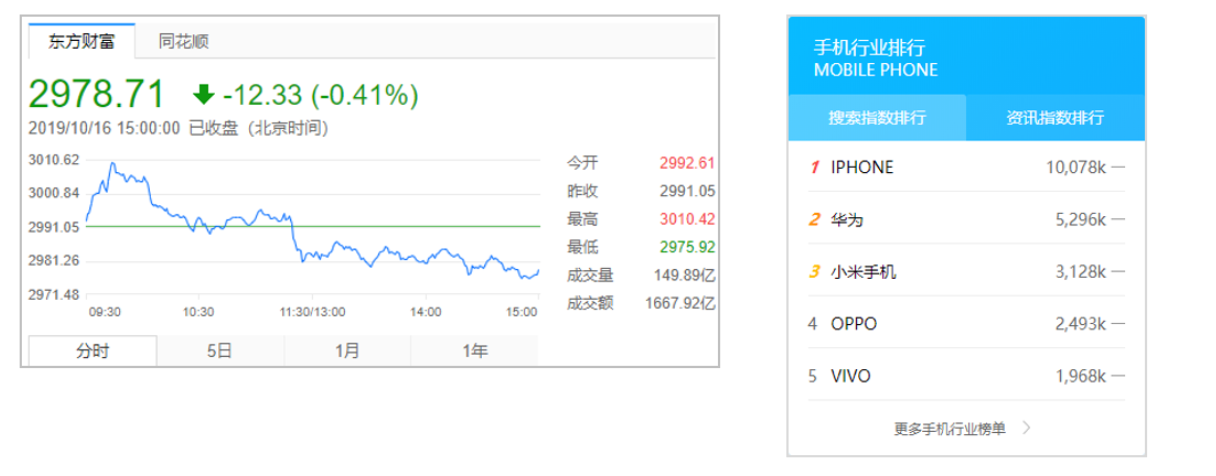 东方财富 同花顺
2978.71 -12.33 (-0.41%)
2019/10/16 15:00:00 已收盘 (北京时间)
3010.62
3000.84
2991.05
2981.26
2971.48
09:30 10:30 11:30/13:00 14:00 15:00
今开 2992.61
昨收 2991.05
最高 3010.42
最低 2975.92
成交量 149.89亿
成交额 1667.92亿
分时 5日 1月 1年
手机行业排行
MOBILE PHONE
搜索指数排行 资讯指数排行
1 IPHONE 10,078k —
2 华为 5,296k —
3 小米手机 3,128k —
4 OPPO 2,493k —
5 VIVO 1,968k —
更多手机行业榜单 >